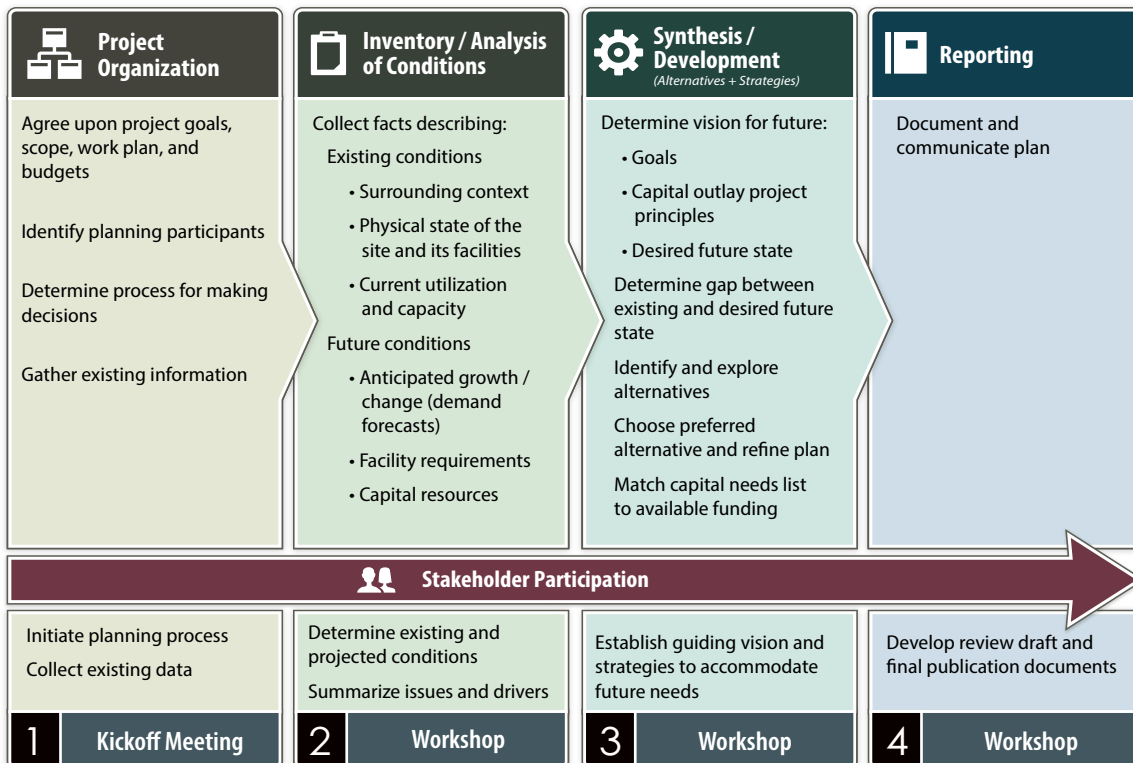 Project
Organization
Agree upon project goals,
scope, work plan, and
budgets
Identify planning participants
Determine process for making
decisions
Gather existing information
Inventory / Analysis
of Conditions
Collect facts describing:
Existing conditions
• Surrounding context
• Physical state of the
site and its facilities
• Current utilization
and capacity
Future conditions
• Anticipated growth /
change (demand
forecasts)
• Facility requirements
• Capital resources
Synthesis /
Development
(Alternatives + Strategies)
Determine vision for future:
• Goals
• Capital outlay project
principles
• Desired future state
Determine gap between
existing and desired future
state
Identify and explore
alternatives
Choose preferred
alternative and refine plan
Match capital needs list
to available funding
Reporting
Document and
communicate plan
Stakeholder Participation
Initiate planning process
Collect existing data
1 Kickoff Meeting
Determine existing and
projected conditions
Summarize issues and drivers
2 Workshop
Establish guiding vision and
strategies to accommodate
future needs
3 Workshop
Develop review draft and
final publication documents
4 Workshop